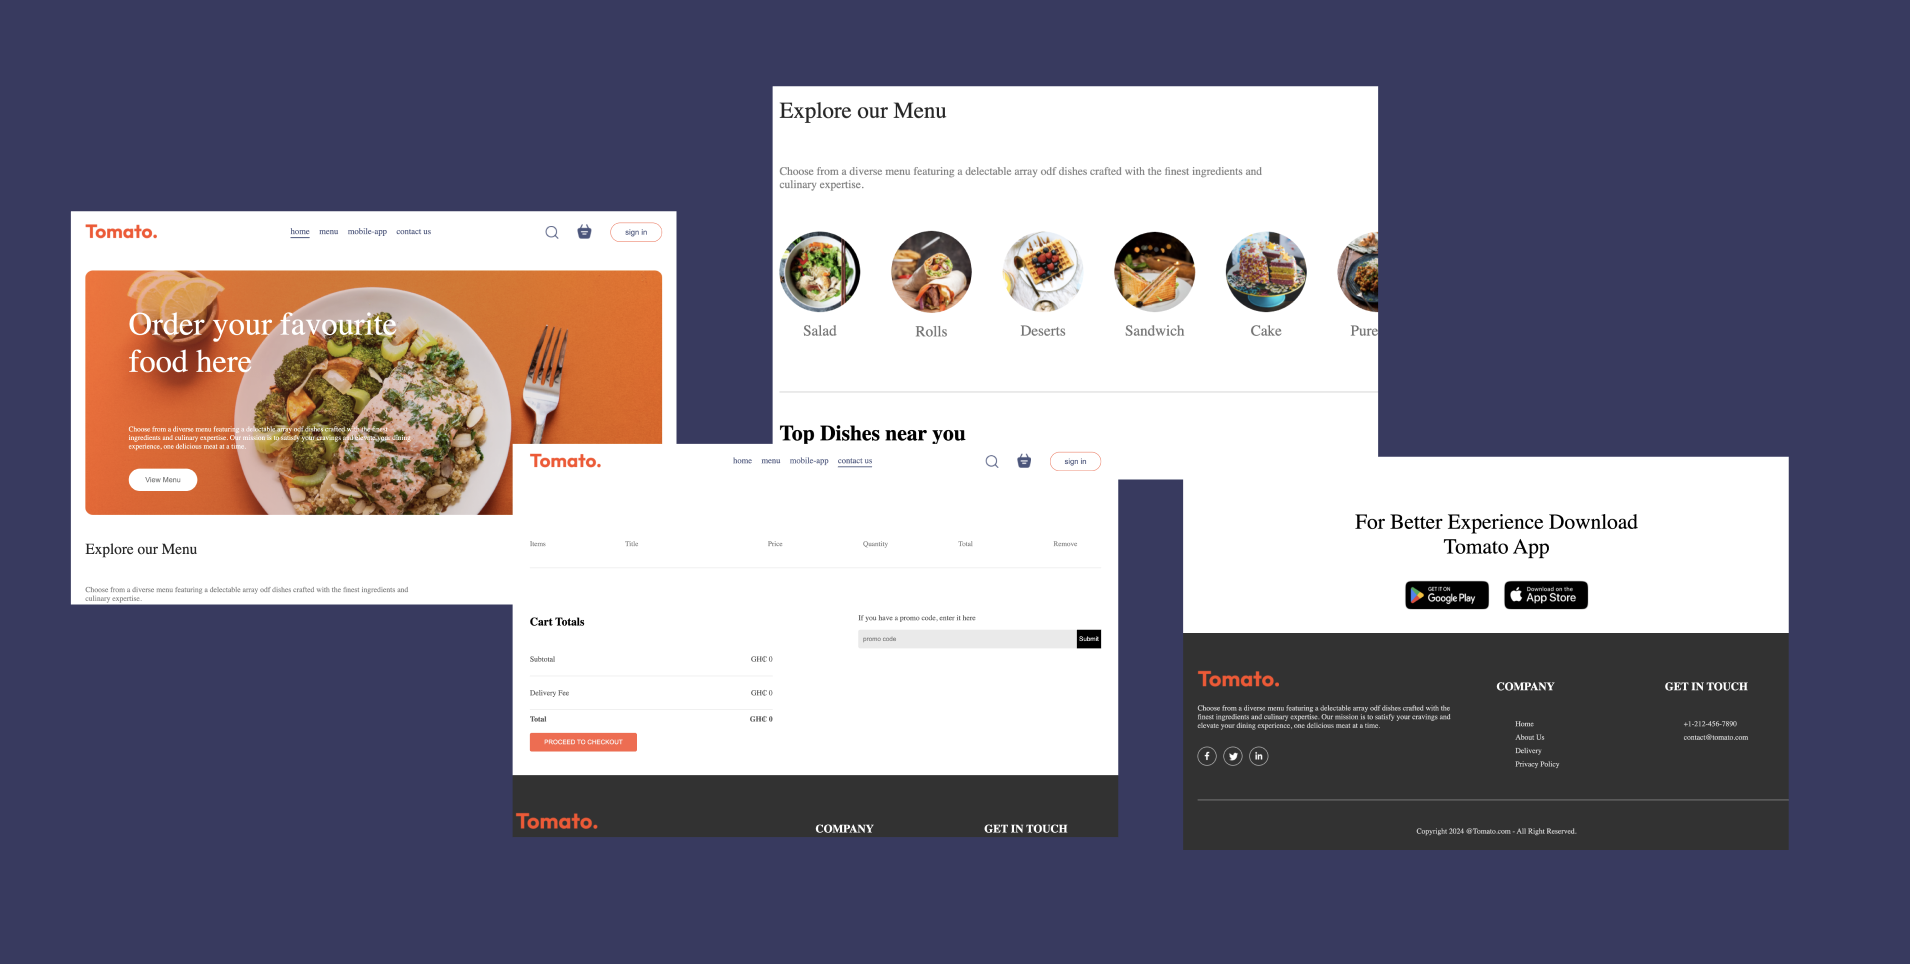 Tomato.
home menu mobile-app contact us
sign in
Order your favourite
food here
Choose from a diverse menu featuring a delectable array odf dishes crafted with the finest
ingredients and culinary expertise. Our mission is to satisfy your cravings and elevate your dining
experience, one delicious meat at a time.
View Menu
Explore our Menu
Choose from a diverse menu featuring a delectable array odf dishes crafted with the finest ingredients and
culinary expertise.
Explore our Menu
Choose from a diverse menu featuring a delectable array odf dishes crafted with the finest ingredients and
culinary expertise.
Salad Rolls Deserts Sandwich Cake Pure
Top Dishes near you
Tomato.
home menu mobile-app contact us
sign in
Items Title Price Quantity Total Remove
Cart Totals
Subtotal GH₵ 0
Delivery Fee GH₵ 0
Total GH₵ 0
PROCEED TO CHECKOUT
If you have a promo code, enter it here
promo code Submit
Tomato.
COMPANY GET IN TOUCH
For Better Experience Download
Tomato App
GET IT ON
Google Play
Download on the
App Store
Tomato.
Choose from a diverse menu featuring a delectable array odf dishes crafted with the
finest ingredients and culinary expertise. Our mission is to satisfy your cravings and
elevate your dining experience, one delicious meat at a time.
f in
COMPANY
Home
About Us
Delivery
Privacy Policy
GET IN TOUCH
+1-212-456-7890
contact@tomato.com
Copyright 2024 @Tomato.com - All Right Reserved.